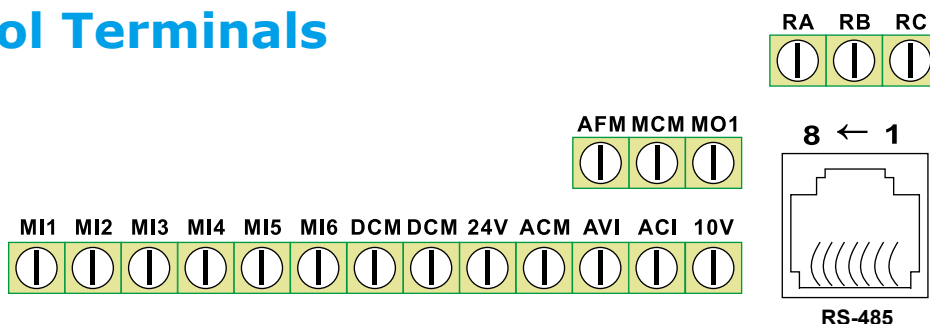 ol Terminals
RA RB RC
AFM MCM MO1
8 ← 1
MI1 MI2 MI3 MI4 MI5 MI6 DCM DCM 24V ACM AVI ACI 10V
RS-485